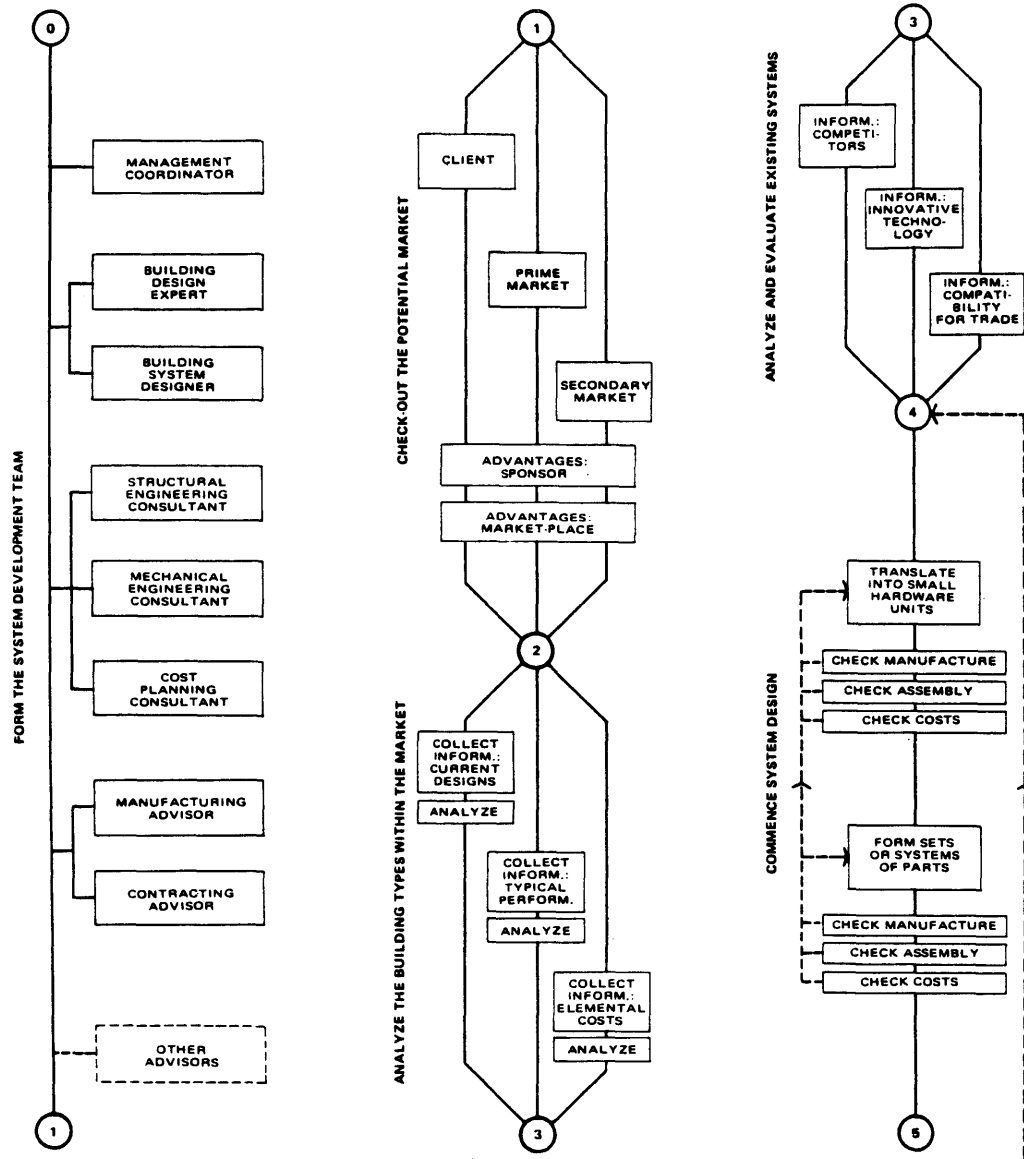 0
MANAGEMENT
COORDINATOR
BUILDING
DESIGN
EXPERT
BUILDING
SYSTEM
DESIGNER
FORM THE SYSTEM DEVELOPMENT TEAM
STRUCTURAL
ENGINEERING
CONSULTANT
MECHANICAL
ENGINEERING
CONSULTANT
COST
PLANNING
CONSULTANT
MANUFACTURING
ADVISOR
CONTRACTING
ADVISOR
OTHER
ADVISORS
1
1
CHECK-OUT THE POTENTIAL MARKET
CLIENT
PRIME
MARKET
SECONDARY
MARKET
ADVANTAGES:
SPONSOR
ADVANTAGES:
MARKET-PLACE
2
ANALYZE THE BUILDING TYPES WITHIN THE MARKET
COLLECT
INFORM.:
CURRENT
DESIGNS
ANALYZE
COLLECT
INFORM.:
TYPICAL
PERFORM.
ANALYZE
COLLECT
INFORM.:
ELEMENTAL
COSTS
ANALYZE
3
3
ANALYZE AND EVALUATE EXISTING SYSTEMS
INFORM.:
COMPETI-
TORS
INFORM.:
INNOVATIVE
TECHNO-
LOGY
INFORM.:
COMPATI-
BILITY
FOR TRADE
4
COMMENCE SYSTEM DESIGN
TRANSLATE
INTO SMALL
HARDWARE
UNITS
CHECK MANUFACTURE
CHECK ASSEMBLY
CHECK COSTS
FORM SETS
OR SYSTEMS
OF PARTS
CHECK MANUFACTURE
CHECK ASSEMBLY
CHECK COSTS
5